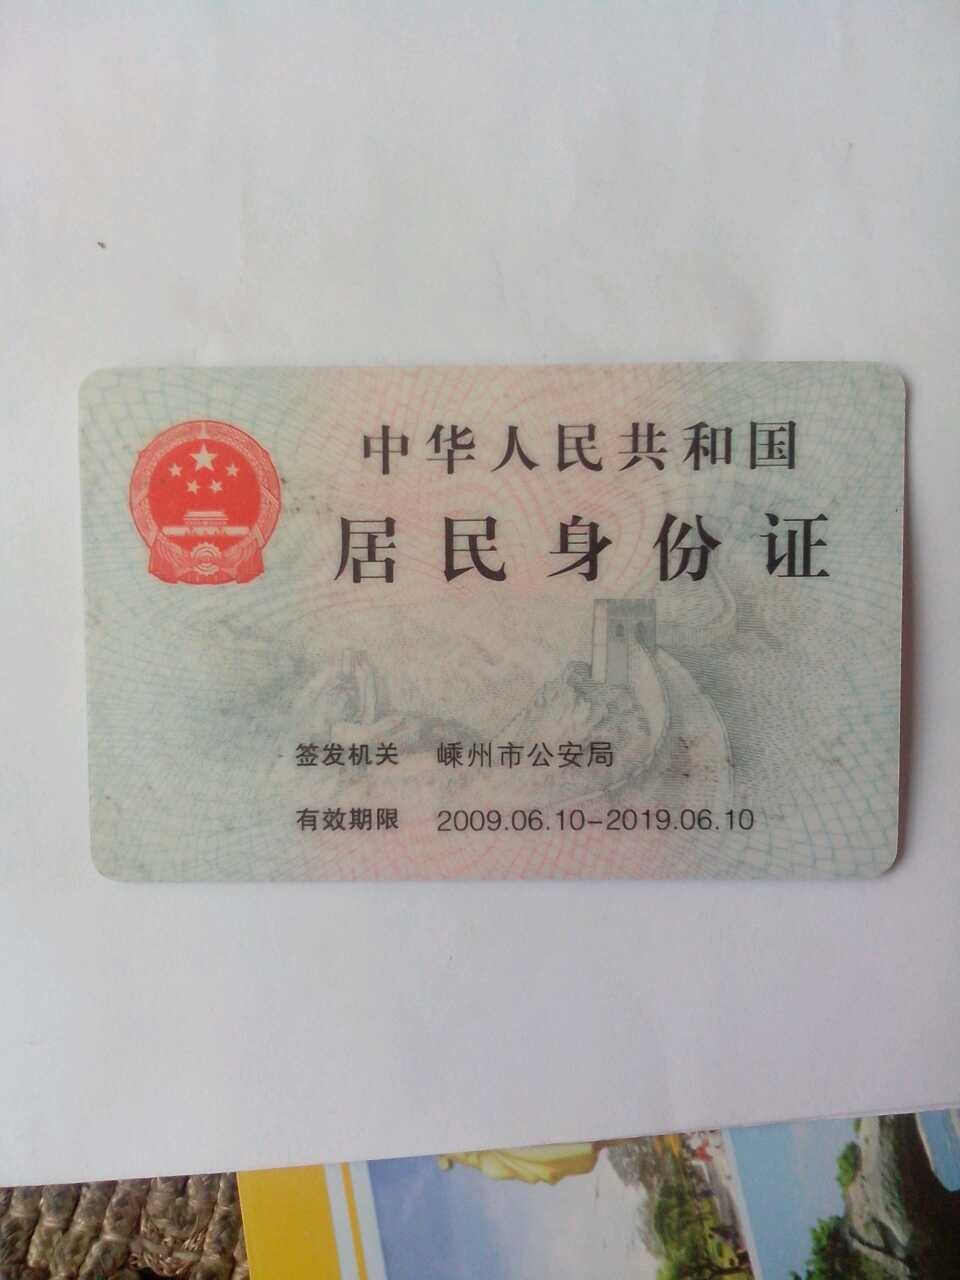 中华人民共和国
居民身份证
签发机关 嵊州市公安局
有效期限 2009.06.10-2019.06.10